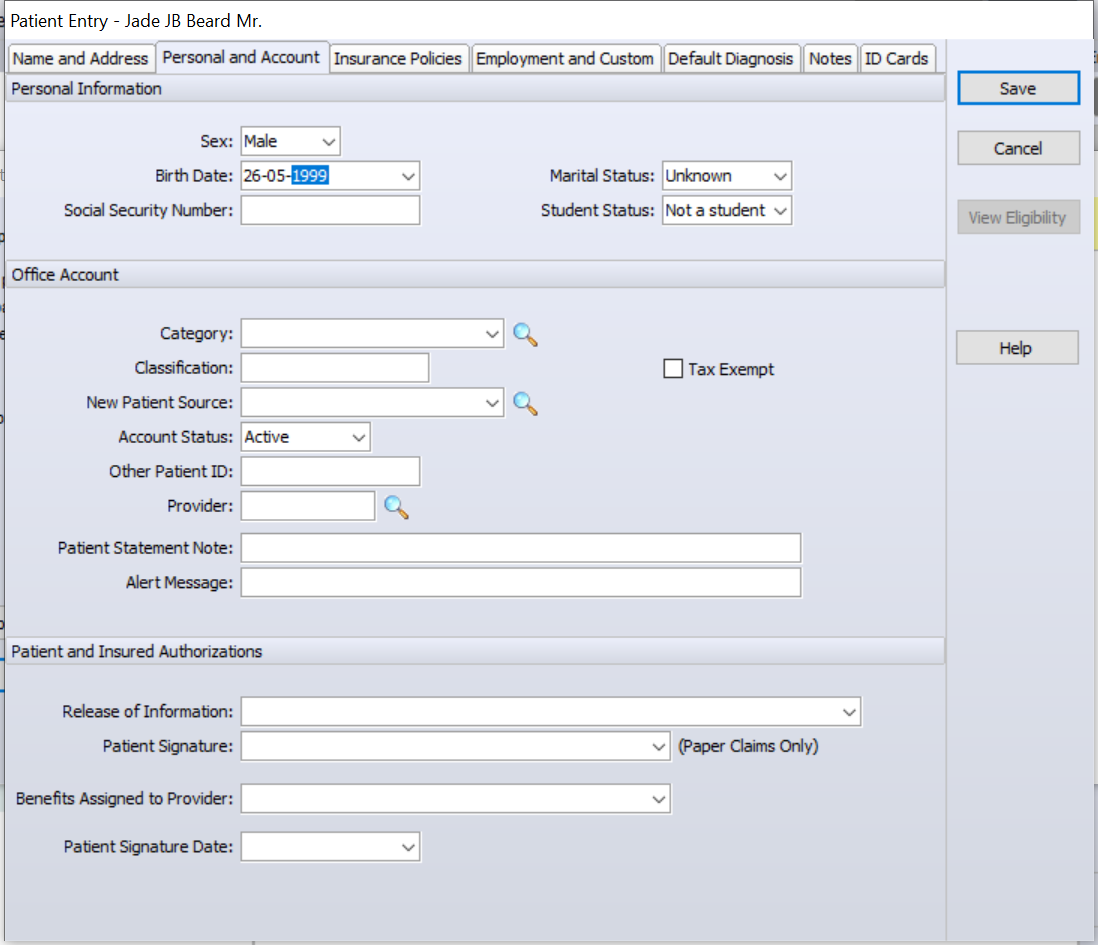 Patient Entry - Jade JB Beard Mr.
Name and Address Personal and Account Insurance Policies Employment and Custom Default Diagnosis Notes ID Cards
Personal Information
Save
Sex: Male
Cancel
Birth Date: 26-05-1999 Marital Status: Unknown
Social Security Number: Student Status: Not a student
View Eligibility
Office Account
Category:
Help
Classification: Tax Exempt
New Patient Source:
Account Status: Active
Other Patient ID:
Provider:
Patient Statement Note:
Alert Message:
Patient and Insured Authorizations
Release of Information:
Patient Signature: (Paper Claims Only)
Benefits Assigned to Provider:
Patient Signature Date: